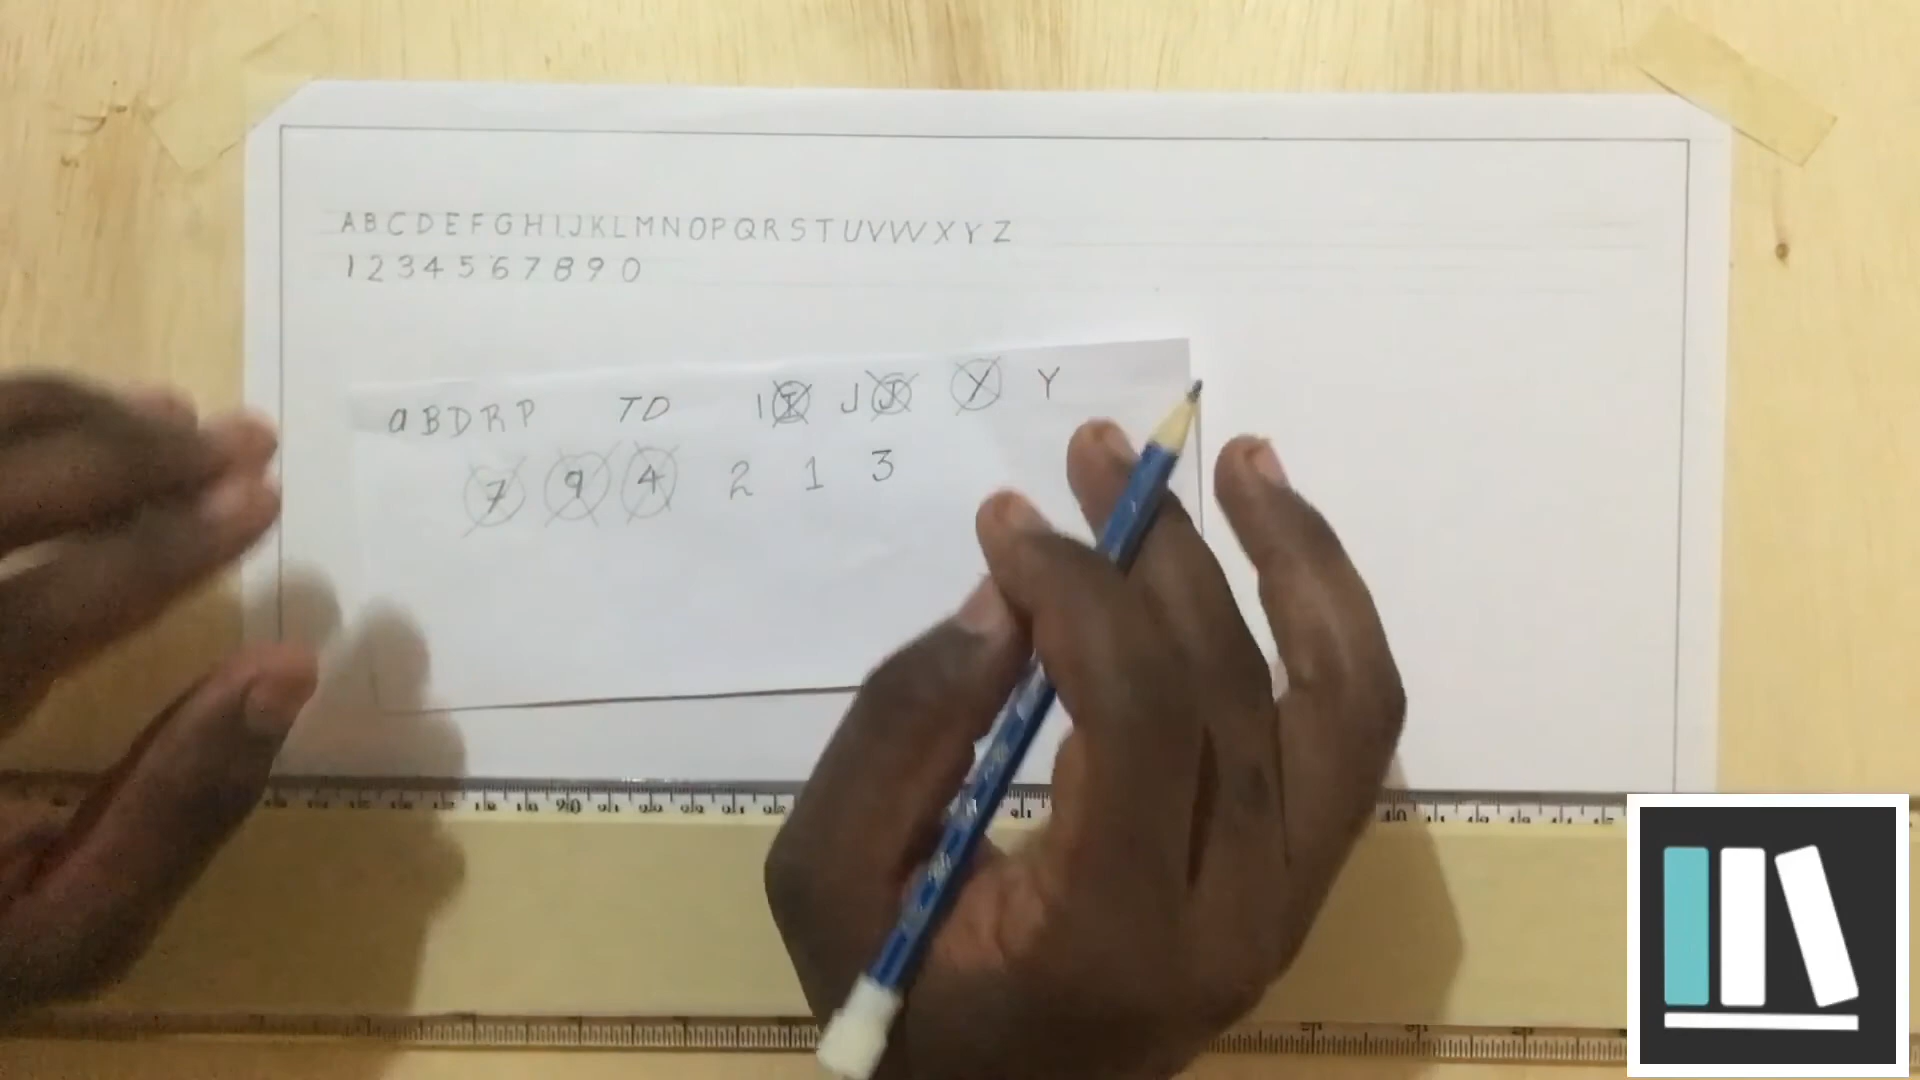 ABCDEFGHIJKLMNOPQRSTUVWXYZ
1234567890
aBDRP TD I I J J Y Y
7 9 4 2 1 3